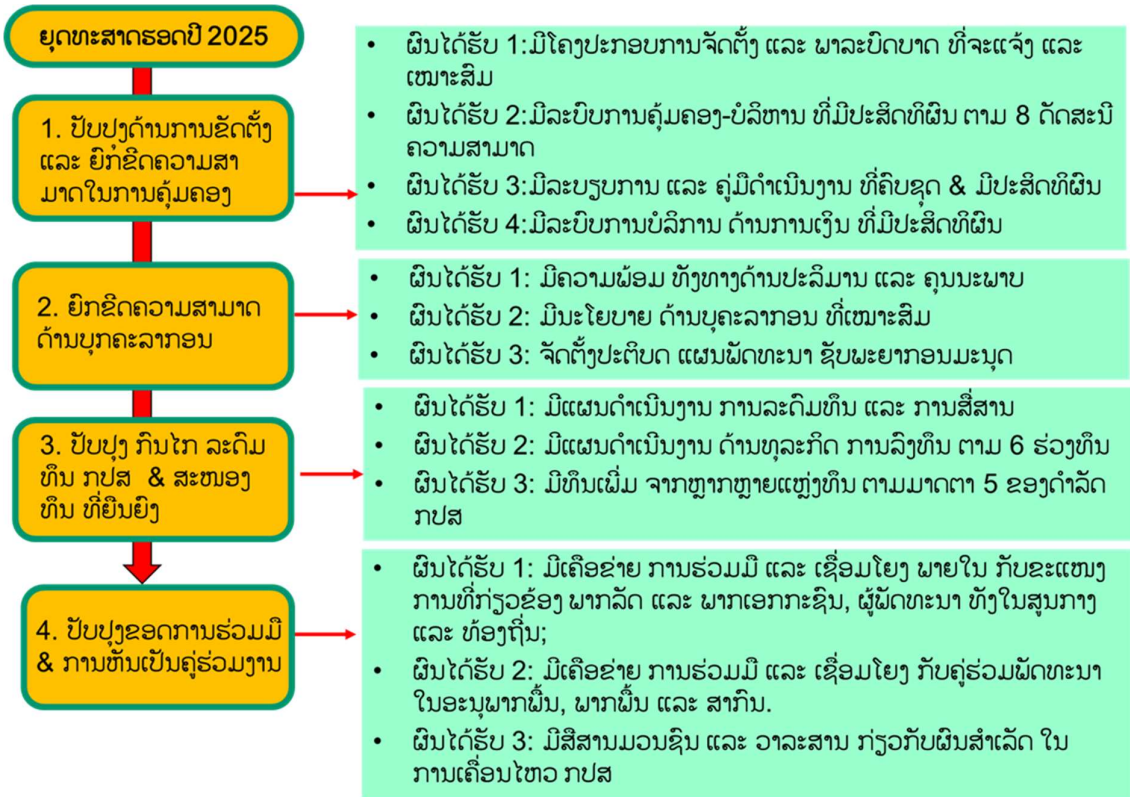 ຍຸດທະສາດຮອດປີ 2025
1. ປັບປຸງດ້ານການຂັດຕັ້ງ
ແລະ ຍົກຂີດຄວາມສາ
ມາດໃນການຄຸ້ມຄອງ
• ຜົນໄດ້ຮັບ 1:ມີໂຄງປະກອບການຈັດຕັ້ງ ແລະ ພາລະບົດບາດ ທີ່ຈະແຈ້ງ ແລະ
ເໝາະສົມ
• ຜົນໄດ້ຮັບ 2:ມີລະບົບການຄຸ້ມຄອງ-ບໍລິຫານ ທີ່ມີປະສິດທິຜົນ ຕາມ 8 ດັດສະນີ
ຄວາມສາມາດ
• ຜົນໄດ້ຮັບ 3:ມີລະບຽບການ ແລະ ຄູ່ມືດຳເນີນງານ ທີ່ຄົບຊຸດ & ມີປະສິດທິຜົນ
• ຜົນໄດ້ຮັບ 4:ມີລະບົບການບໍລິການ ດ້ານການເງິນ ທີ່ມີປະສິດທິຜົນ
2. ຍົກຂີດຄວາມສາມາດ
ດ້ານບຸກຄະລາກອນ
• ຜົນໄດ້ຮັບ 1: ມີຄວາມພ້ອມ ທັງທາງດ້ານປະລິມານ ແລະ ຄຸນນະພາບ
• ຜົນໄດ້ຮັບ 2: ມີນະໂຍບາຍ ດ້ານບຸຄະລາກອນ ທີ່ເໝາະສົມ
• ຜົນໄດ້ຮັບ 3: ຈັດຕັ້ງປະຕິບດ ແຜນພັດທະນາ ຊັບພະຍາກອນມະນຸດ
3. ປັບປຸງ ກົນໄກ ລະດົມ
ທຶນ ກປສ & ສະໜອງ
ທຶນ ທີ່ຍືນຍົງ
• ຜົນໄດ້ຮັບ 1: ມີແຜນດຳເນີນງານ ການລະດົມທຶນ ແລະ ການສື່ສານ
• ຜົນໄດ້ຮັບ 2: ມີແຜນດຳເນີນງານ ດ້ານທຸລະກິດ ການລົງທຶນ ຕາມ 6 ຮ່ວງທຶນ
• ຜົນໄດ້ຮັບ 3: ມີທຶນເພີ່ມ ຈາກຫຼາກຫຼາຍແຫຼ່ງທຶນ ຕາມມາດຕາ 5 ຂອງດຳລັດ
ກປສ
4. ປັບປຸງຂອດການຮ່ວມມື
& ການຫັນເປັນຄູ່ຮ່ວມງານ
• ຜົນໄດ້ຮັບ 1: ມີເຄືອຂ່າຍ ການຮ່ວມມື ແລະ ເຊື່ອມໂຍງ ພາຍໃນ ກັບຂະແໜງ
ການທີ່ກ່ຽວຂ້ອງ ພາກລັດ ແລະ ພາກເອກກະຊົນ, ຜູ້ພັດທະນາ ທັງໃນສູນກາງ
ແລະ ທ້ອງຖິ່ນ;
• ຜົນໄດ້ຮັບ 2: ມີເຄືອຂ່າຍ ການຮ່ວມມື ແລະ ເຊື່ອມໂຍງ ກັບຄູ່ຮ່ວມພັດທະນາ
ໃນອະນຸພາກພື້ນ, ພາກພື້ນ ແລະ ສາກົນ.
• ຜົນໄດ້ຮັບ 3: ມີສືສານມວນຊົນ ແລະ ວາລະສານ ກ່ຽວກັບຜົນສຳເລັດ ໃນ
ການເຄື່ອນໄຫວ ກປສ